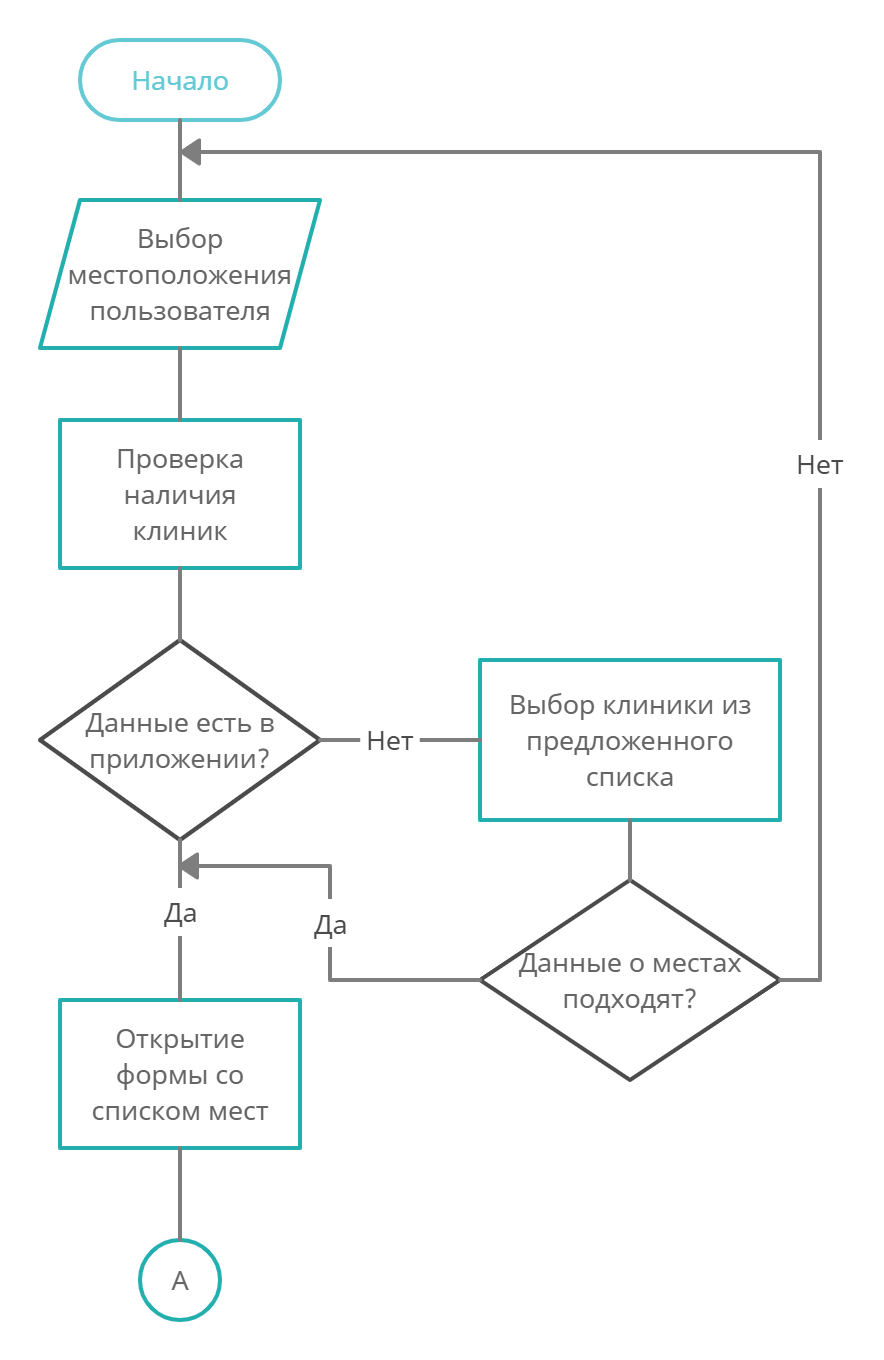 Начало
Выбор
местоположения
пользователя
Проверка
наличия
клиник
Нет
Данные есть в
приложении?
Нет
Выбор клиники из
предложенного
списка
Да
Да
Данные о местах
подходят?
Открытие
формы со
списком мест
А